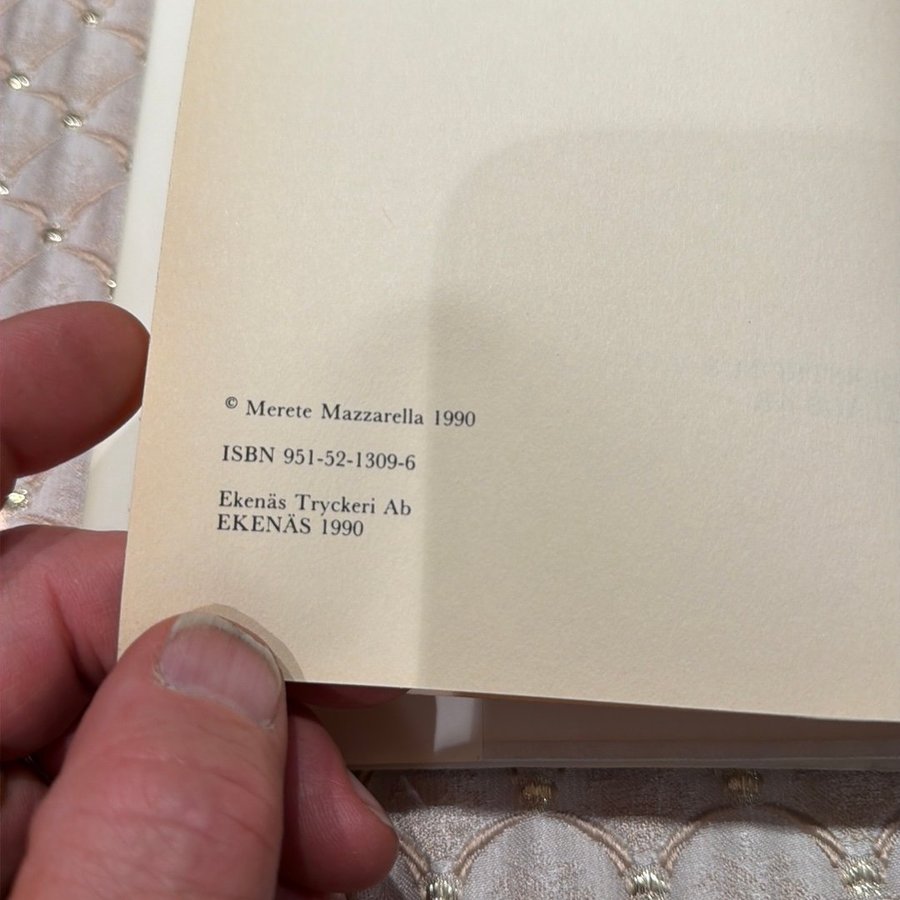 © Merete Mazzarella 1990
ISBN 951-52-1309-6
Ekenäs Tryckeri Ab
EKENÄS 1990